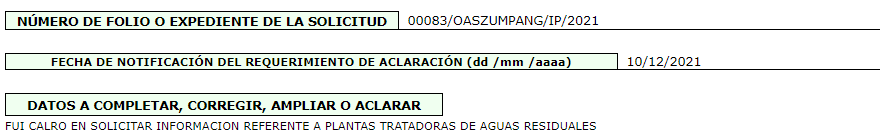 NÚMERO DE FOLIO O EXPEDIENTE DE LA SOLICITUD 00083/OASZUMPANG/IP/2021
FECHA DE NOTIFICACIÓN DEL REQUERIMIENTO DE ACLARACIÓN (dd /mm /aaaa) 10/12/2021
DATOS A COMPLETAR, CORREGIR, AMPLIAR O ACLARAR
FUI CALRO EN SOLICITAR INFORMACION REFERENTE A PLANTAS TRATADORAS DE AGUAS RESIDUALES